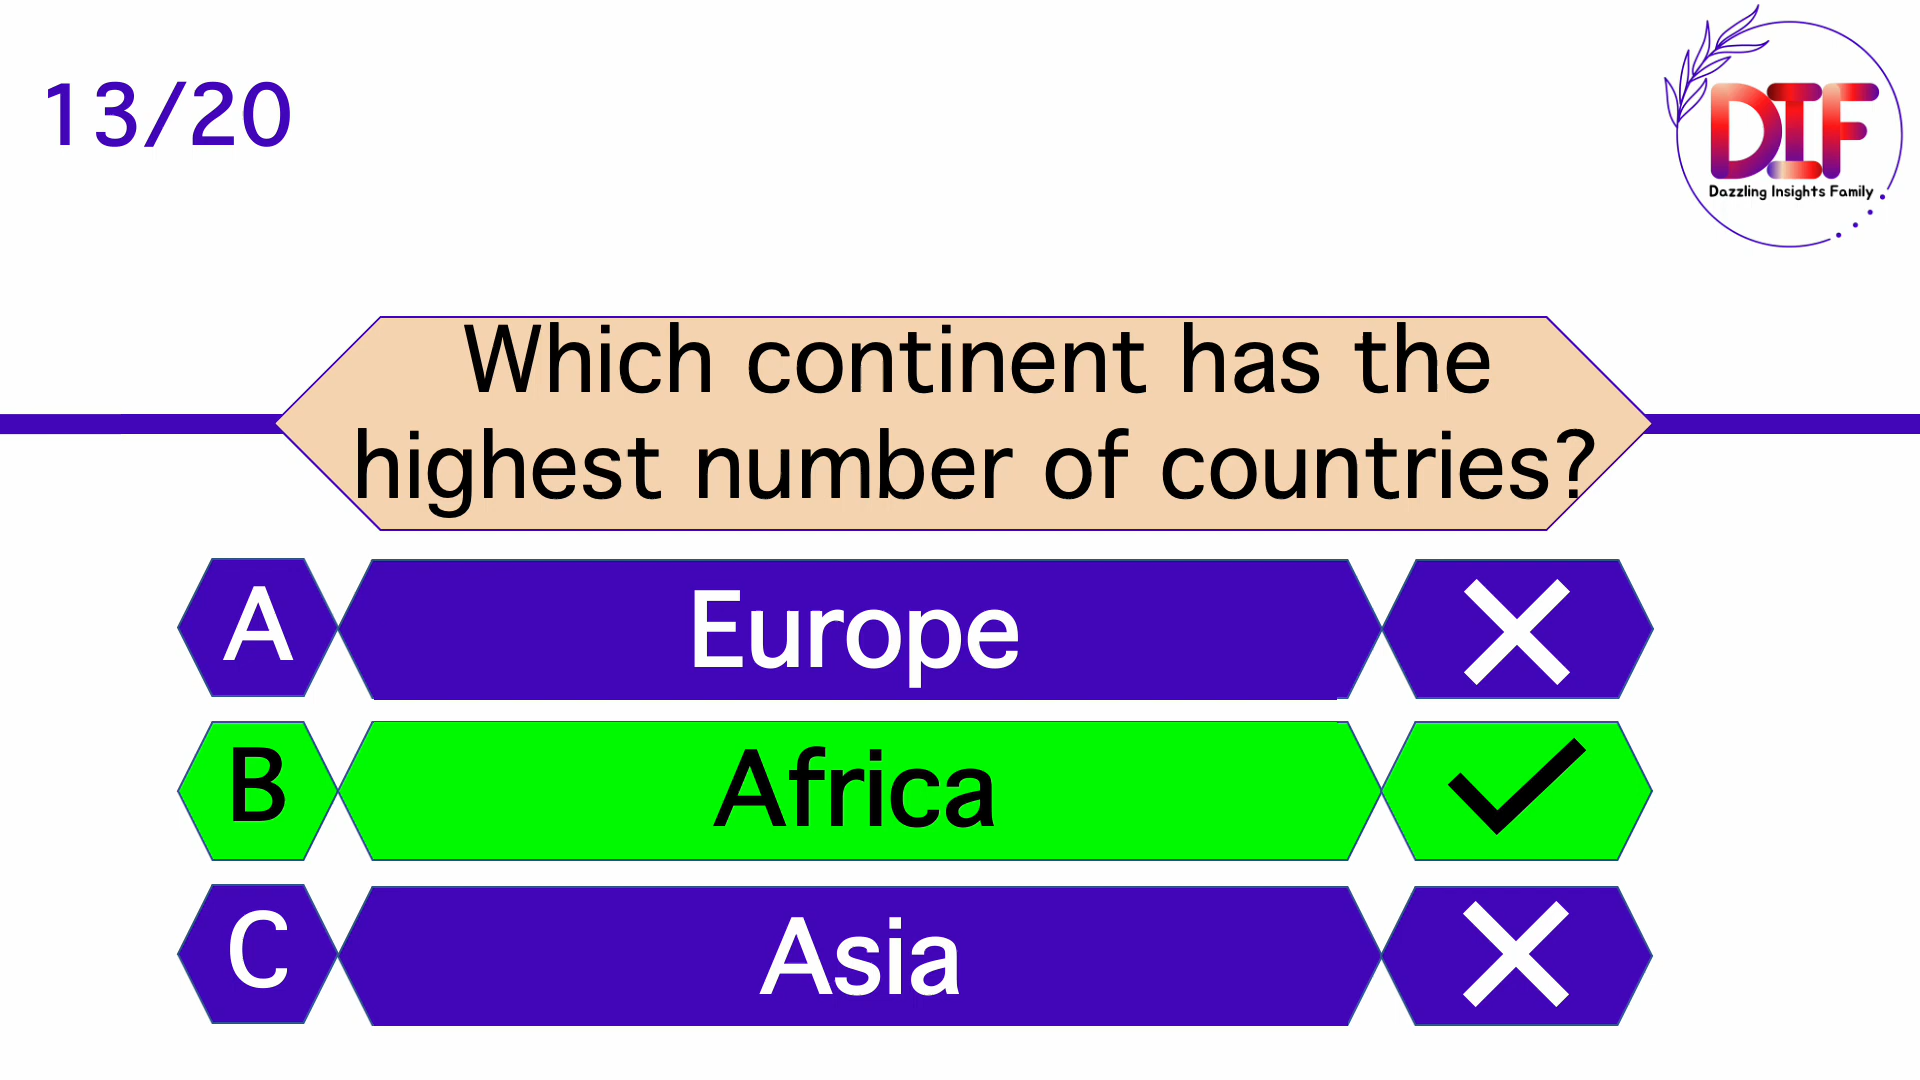 13/20
DIF
Dazzling Insights Family
Which continent has the
highest number of countries?
A Europe
B Africa
C Asia